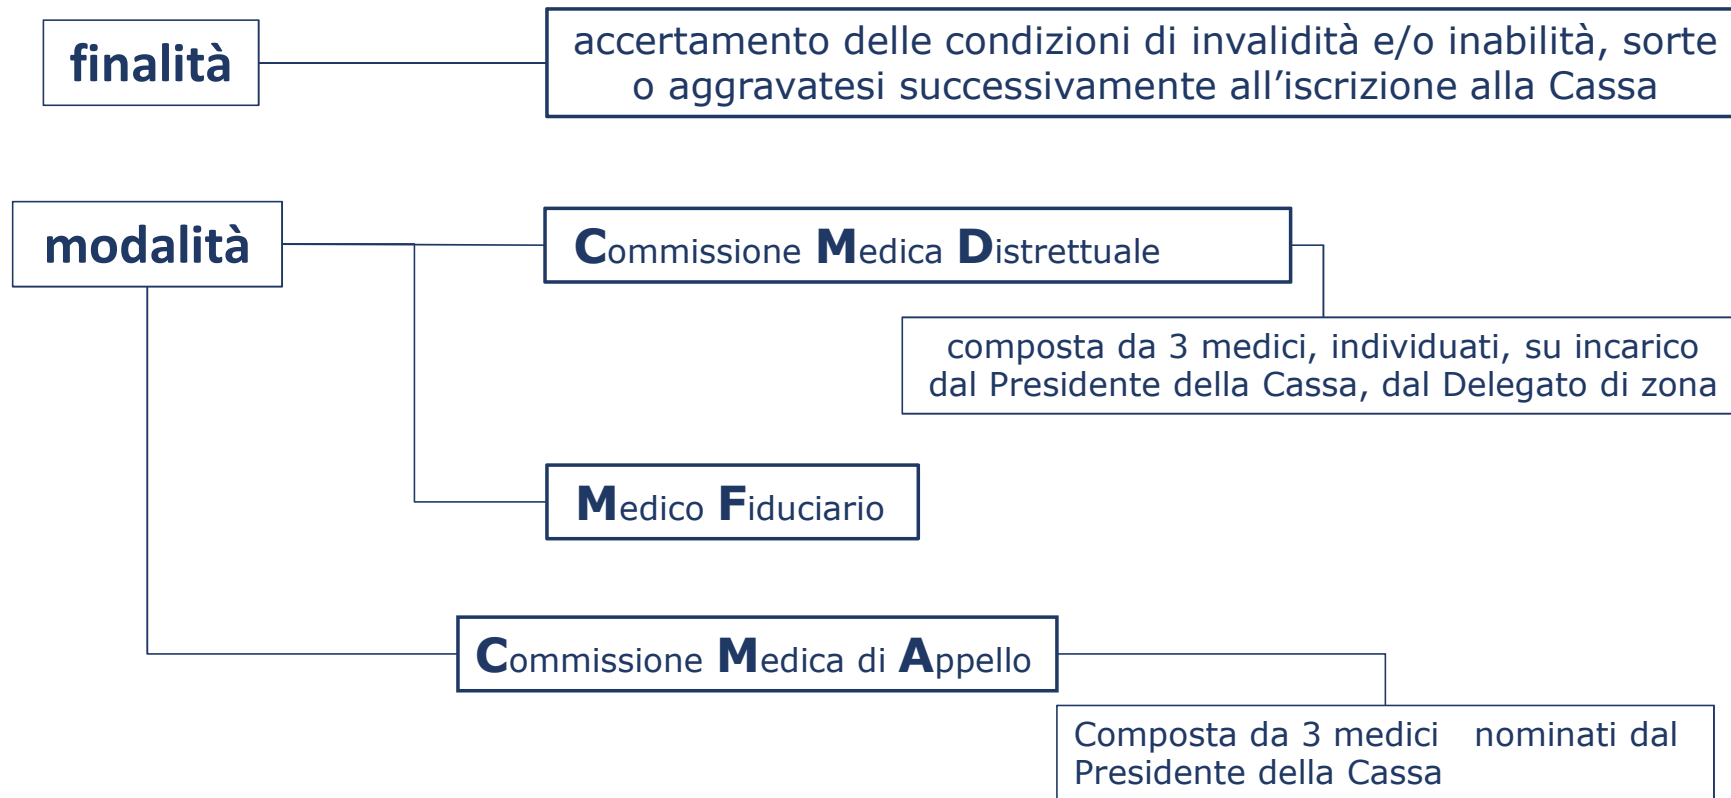 finalità
accertamento delle condizioni di invalidità e/o inabilità, sorte
o aggravatesi successivamente all’iscrizione alla Cassa
modalità
Commissione Medica Distrettuale
composta da 3 medici, individuati, su incarico
dal Presidente della Cassa, dal Delegato di zona
Medico Fiduciario
Commissione Medica di Appello
Composta da 3 medici nominati dal
Presidente della Cassa